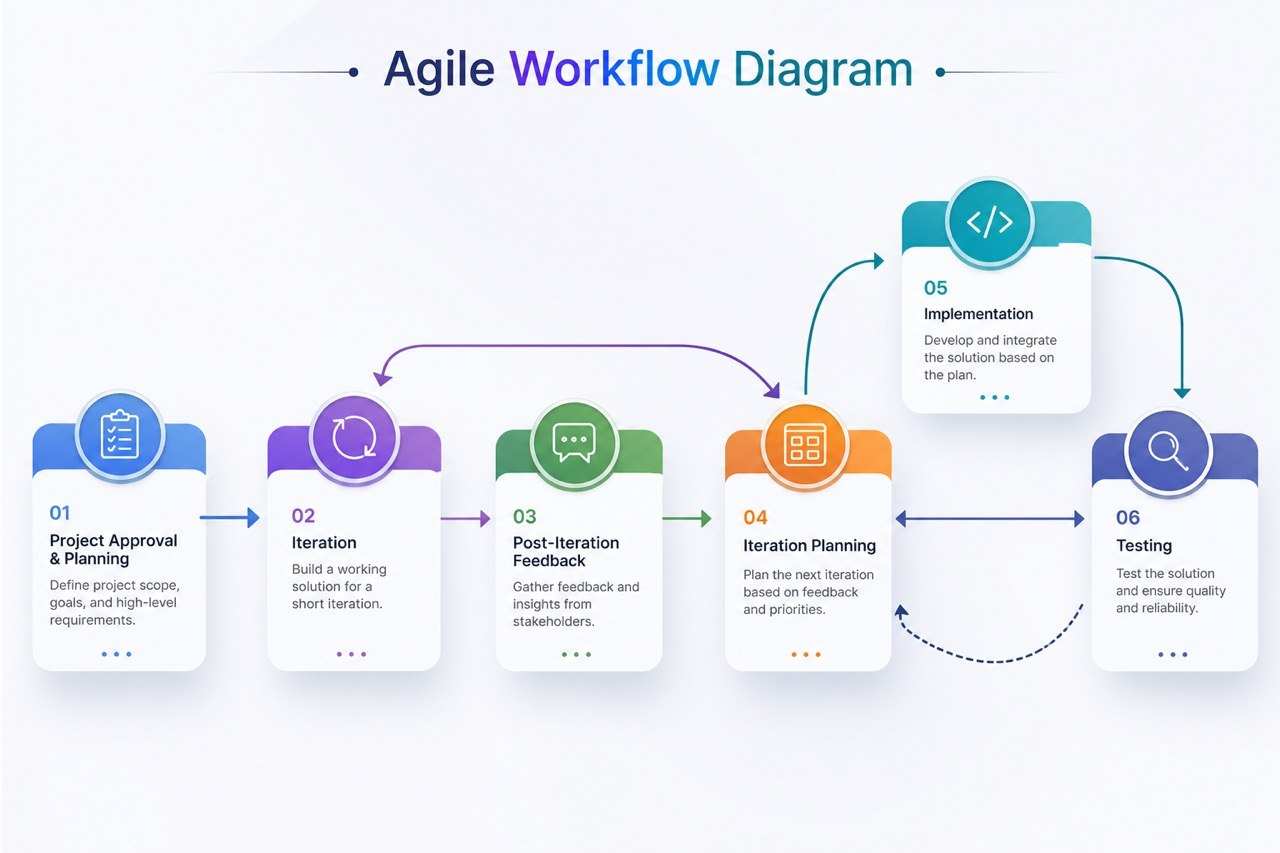 Agile Workflow Diagram
01
Project Approval
& Planning
Define project scope,
goals, and high-level
requirements.
02
Iteration
Build a working
solution for a
short iteration.
03
Post-Iteration
Feedback
Gather feedback and
insights from
stakeholders.
04
Iteration Planning
Plan the next iteration
based on feedback
and priorities.
05
Implementation
Develop and integrate
the solution based on
the plan.
06
Testing
Test the solution
and ensure quality
and reliability.